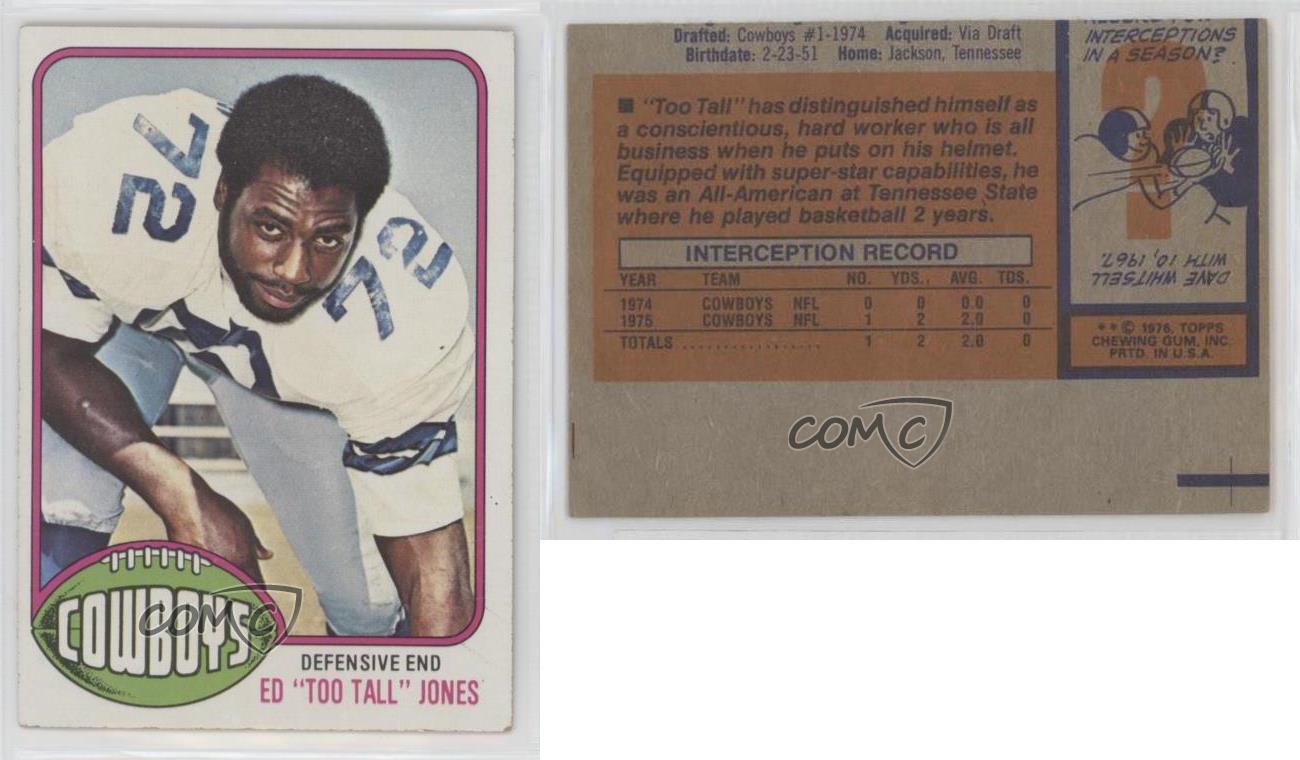 72
72
COWBOYS
COMC
DEFENSIVE END
ED "TOO TALL" JONES
Drafted: Cowboys #1-1974 Acquired: Via Draft
Birthdate: 2-23-51 Home: Jackson, Tennessee
■ "Too Tall" has distinguished himself as
a conscientious, hard worker who is all
business when he puts on his helmet.
Equipped with super-star capabilities, he
was an All-American at Tennessee State
where he played basketball 2 years.
INTERCEPTION RECORD
YEAR TEAM NO. YDS. AVG. TDS.
1974 COWBOYS NFL 0 0 0.0 0
1975 COWBOYS NFL 1 2 2.0 0
TOTALS .................... 1 2 2.0 0
INTERCEPTIONS
IN A SEASON?
?
DAVE WHITSELL
WITH 10, 1967.
** © 1976, TOPPS
CHEWING GUM, INC.
PRTD. IN U.S.A.
COMC